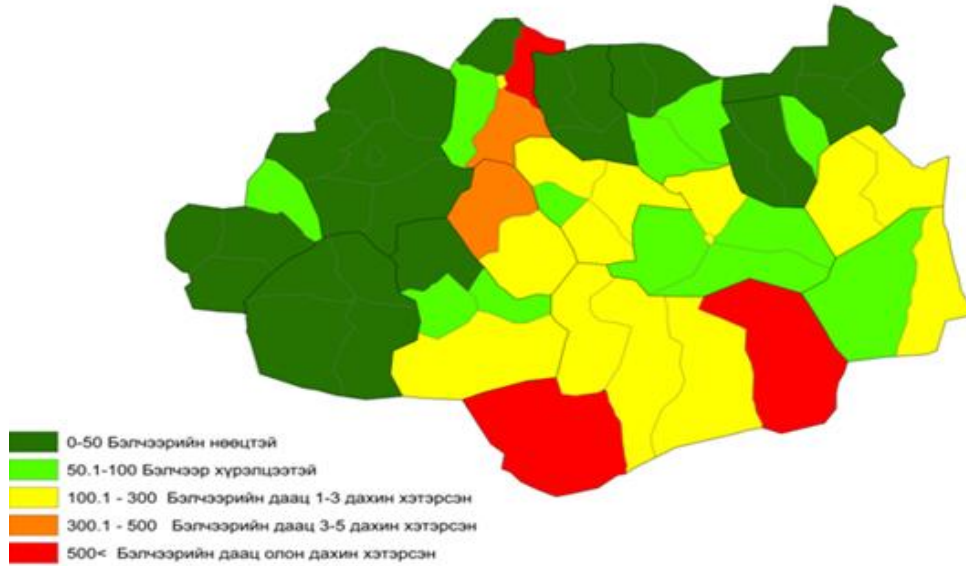 0-50 Бэлчээрийн нөөцтэй
50.1-100 Бэлчээр хүрэлцээтэй
100.1 - 300 Бэлчээрийн даац 1-3 дахин хэтэрсэн
300.1 - 500 Бэлчээрийн даац 3-5 дахин хэтэрсэн
500< Бэлчээрийн даац олон дахин хэтэрсэн